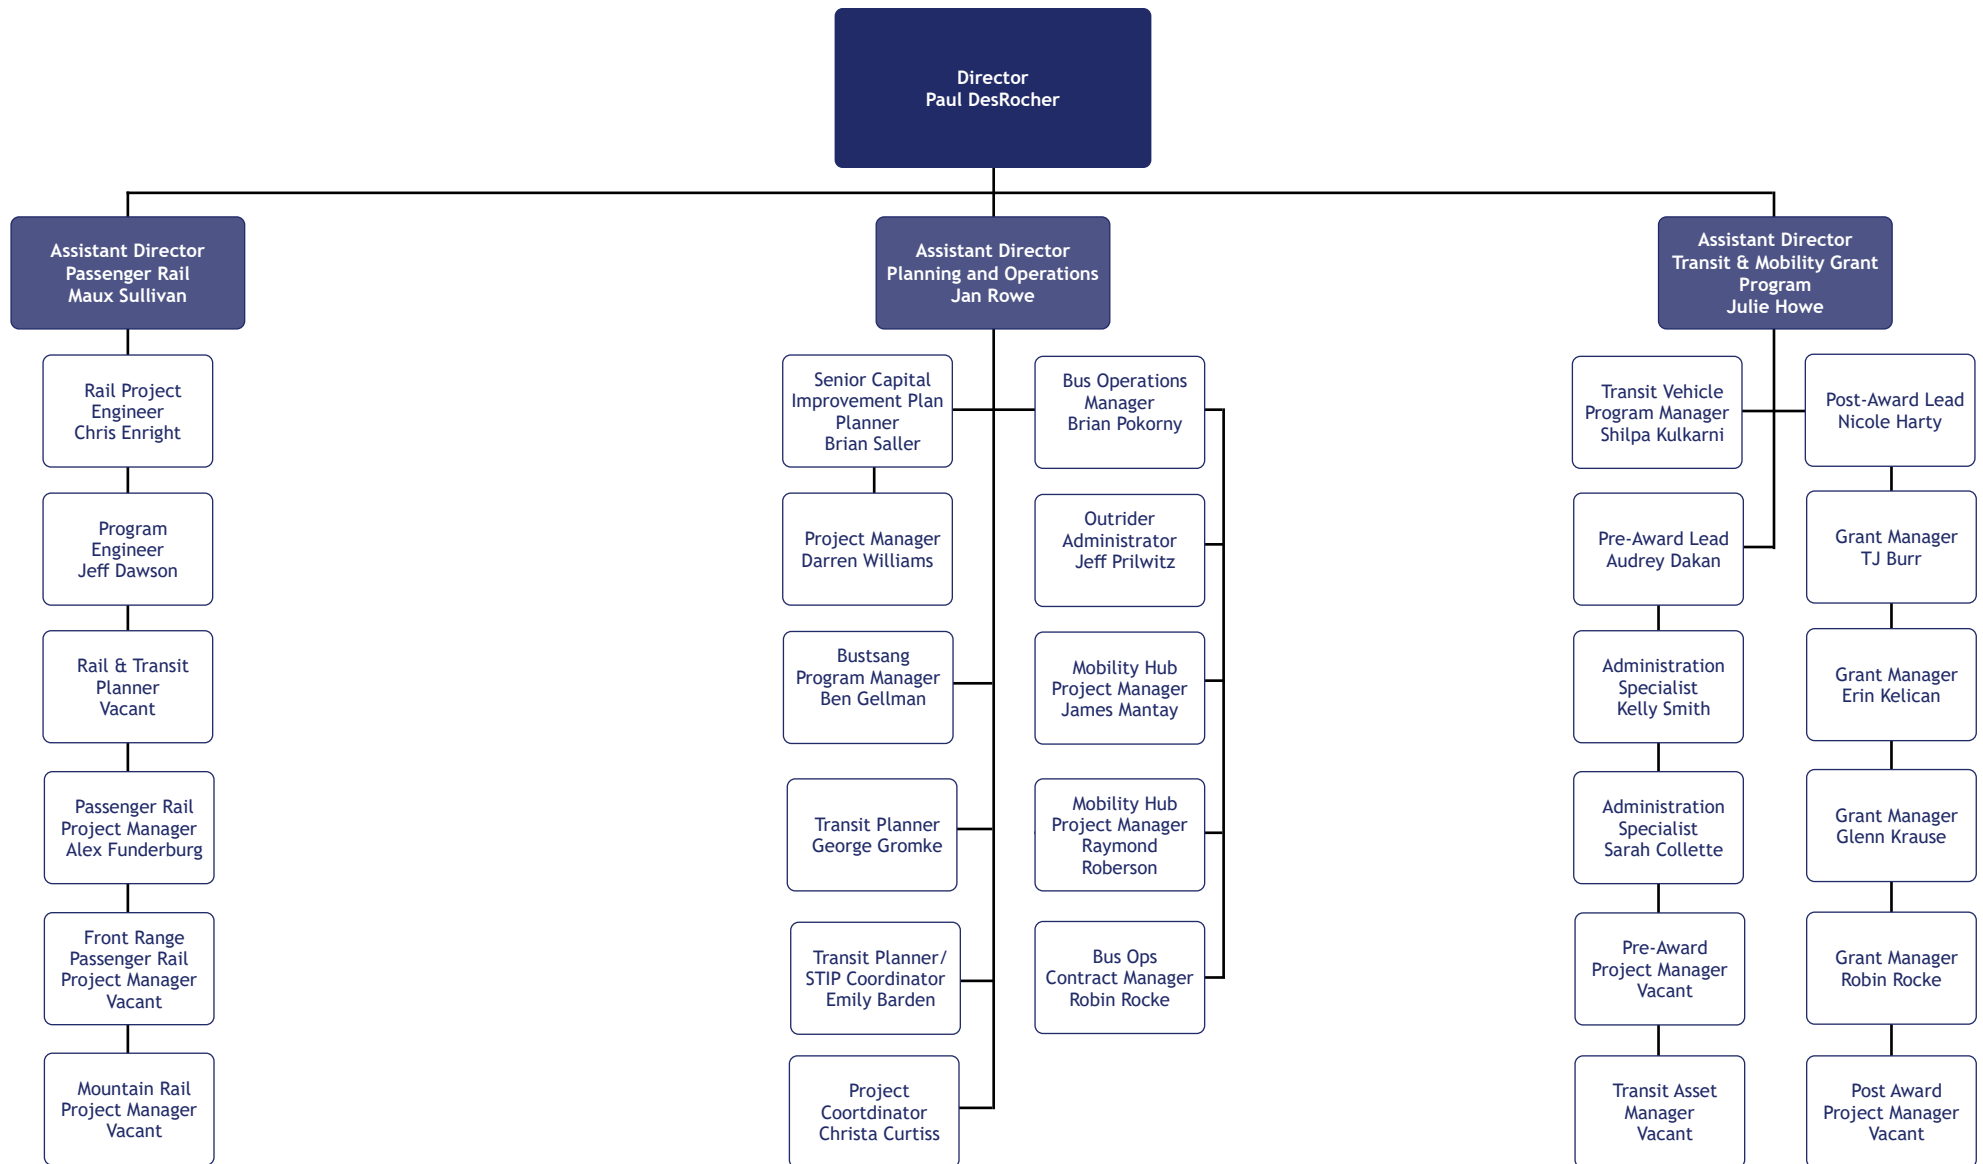 Director
Paul DesRocher
Assistant Director
Passenger Rail
Maux Sullivan
Rail Project
Engineer
Chris Enright
Program
Engineer
Jeff Dawson
Rail & Transit
Planner
Vacant
Passenger Rail
Project Manager
Alex Funderburg
Front Range
Passenger Rail
Project Manager
Vacant
Mountain Rail
Project Manager
Vacant
Assistant Director
Planning and Operations
Jan Rowe
Senior Capital
Improvement Plan
Planner
Brian Saller
Project Manager
Darren Williams
Bustsang
Program Manager
Ben Gellman
Transit Planner
George Gromke
Transit Planner/
STIP Coordinator
Emily Barden
Project
Coortdinator
Christa Curtiss
Bus Operations
Manager
Brian Pokorny
Outrider
Administrator
Jeff Prilwitz
Mobility Hub
Project Manager
James Mantay
Mobility Hub
Project Manager
Raymond
Roberson
Bus Ops
Contract Manager
Robin Rocke
Assistant Director
Transit & Mobility Grant
Program
Julie Howe
Transit Vehicle
Program Manager
Shilpa Kulkarni
Pre-Award Lead
Audrey Dakan
Administration
Specialist
Kelly Smith
Administration
Specialist
Sarah Collette
Pre-Award
Project Manager
Vacant
Transit Asset
Manager
Vacant
Post-Award Lead
Nicole Harty
Grant Manager
TJ Burr
Grant Manager
Erin Kelican
Grant Manager
Glenn Krause
Grant Manager
Robin Rocke
Post Award
Project Manager
Vacant